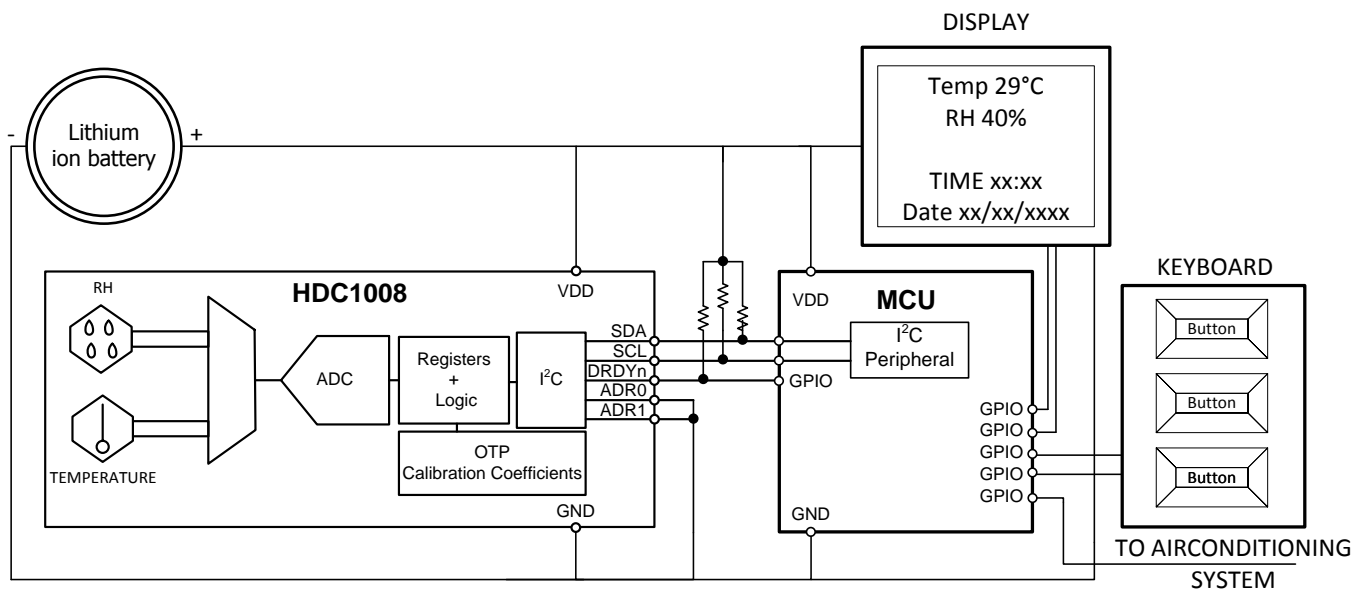 DISPLAY
Temp 29°C
RH 40%
TIME xx:xx
Date xx/xx/xxxx
-
Lithium
ion battery
+
KEYBOARD
Button
Button
Button
RH
HDC1008
VDD
SDA
SCL
DRDYn
ADR0
ADR1
ADC
Registers
+
Logic
I²C
OTP
Calibration Coefficients
TEMPERATURE
GND
VDD
MCU
I²C
Peripheral
GPIO
GPIO
GPIO
GPIO
GPIO
GPIO
GND
TO AIRCONDITIONING
SYSTEM